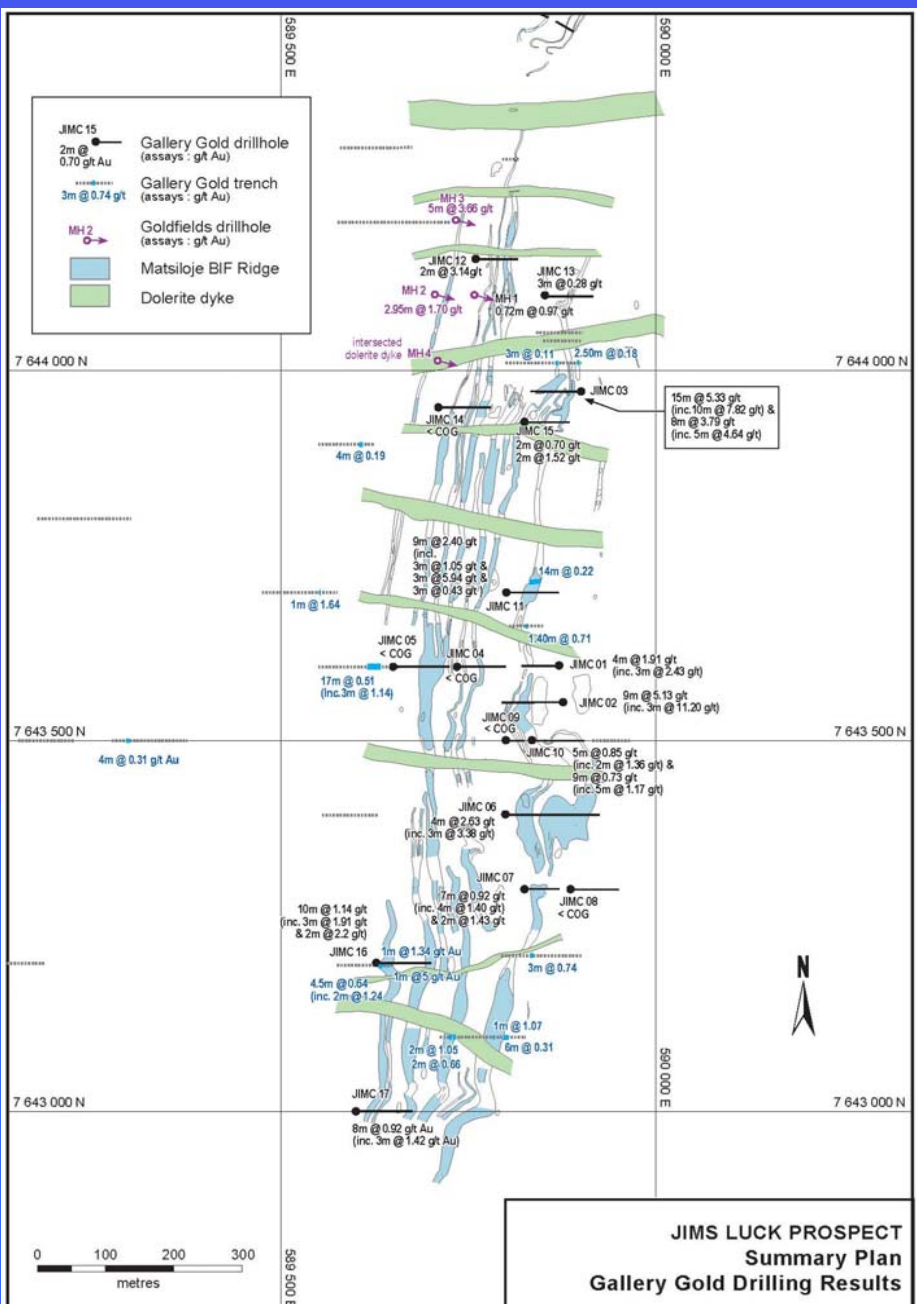 589 500 E
590 000 E
JIMC 15
2m @
0.70 g/t Au
Gallery Gold drillhole
(assays : g/t Au)
3m @ 0.74 g/t
Gallery Gold trench
(assays : g/t Au)
MH 2
Goldfields drillhole
(assays : g/t Au)
Matsiloje BIF Ridge
Dolerite dyke
MH 3
5m @ 3.66 g/t
JIMC 12
2m @ 3.14g/t
JIMC 13
3m @ 0.28 g/t
MH 2
2.95m @ 1.70 g/t
MH 1
0.72m @ 0.97 g/t
intersected
dolerite dyke
MH 4
3m @ 0.11
2.50m @ 0.18
7 644 000 N
7 644 000 N
JIMC 03
15m @ 5.33 g/t
(inc.10m @ 7.82 g/t) &
8m @ 3.79 g/t
(inc. 5m @ 4.64 g/t)
JIMC 14
< COG
JIMC 15
2m @ 0.70 g/t
2m @ 1.52 g/t
4m @ 0.19
9m @ 2.40 g/t
(incl.
3m @ 1.05 g/t &
3m @ 5.94 g/t &
3m @ 0.43 g/t )
14m @ 0.22
JIMC 11
1m @ 1.64
1.40m @ 0.71
JIMC 05
< COG
JIMC 04
< COG
JIMC 01
4m @ 1.91 g/t
(inc. 3m @ 2.43 g/t)
17m @ 0.51
(Inc.3m @ 1.14)
JIMC 02
9m @ 5.13 g/t
(inc. 3m @ 11.20 g/t)
JIMC 09
< COG
7 643 500 N
7 643 500 N
JIMC 10
4m @ 0.31 g/t Au
5m @ 0.85 g/t
(inc. 2m @ 1.36 g/t) &
9m @ 0.73 g/t
(inc. 5m @ 1.17 g/t)
JIMC 06
4m @ 2.63 g/t
(inc. 3m @ 3.38 g/t)
JIMC 07
7m @ 0.92 g/t
(inc. 4m @ 1.40 g/t)
& 2m @ 1.43 g/t
JIMC 08
< COG
10m @ 1.14 g/t
(inc. 3m @ 1.91 g/t
& 2m @ 2.2 g/t)
JIMC 16
1m @ 1.34 g/t Au
1m @ 5 g/t Au
3m @ 0.74
4.5m @ 0.64
(inc. 2m @ 1.24
N
1m @ 1.07
6m @ 0.31
2m @ 1.05
2m @ 0.66
JIMC 17
7 643 000 N
7 643 000 N
8m @ 0.92 g/t Au
(inc. 3m @ 1.42 g/t Au)
590 000 E
589 500 E
0 100 200 300
metres
JIMS LUCK PROSPECT
Summary Plan
Gallery Gold Drilling Results